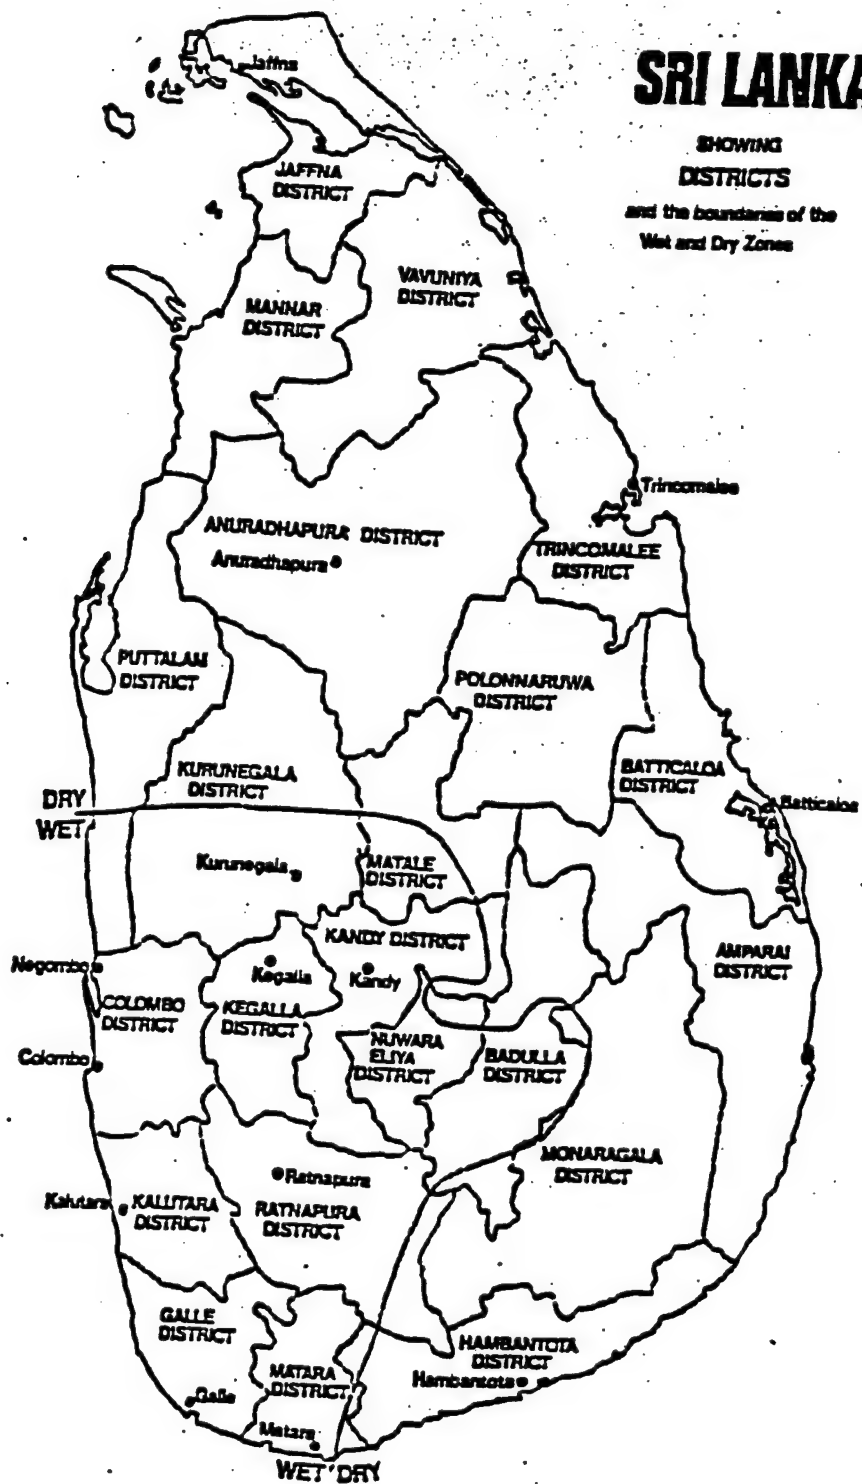 SRI LANKA
SHOWING
DISTRICTS
and the boundaries of the
Wet and Dry Zones
Jaffna
JAFFNA
DISTRICT
VAVUNIYA
DISTRICT
MANNAR
DISTRICT
Trincomalee
ANURADHAPURA DISTRICT
Anuradhapura
TRINCOMALEE
DISTRICT
PUTTALAM
DISTRICT
POLONNARUWA
DISTRICT
KURUNEGALA
DISTRICT
BATTICALOA
DISTRICT
DRY
WET
Batticaloa
Kurunegala
MATALE
DISTRICT
KANDY DISTRICT
AMPARAI
DISTRICT
Negombo
Kegalla
Kandy
COLOMBO
DISTRICT
KEGALLA
DISTRICT
NUWARA
ELIYA
DISTRICT
BADULLA
DISTRICT
Colombo
MONARAGALA
DISTRICT
Ratnapura
Kalutara
KALUTARA
DISTRICT
RATNAPURA
DISTRICT
GALLE
DISTRICT
HAMBANTOTA
DISTRICT
Hambantota
MATARA
DISTRICT
Galle
Matara
WET DRY